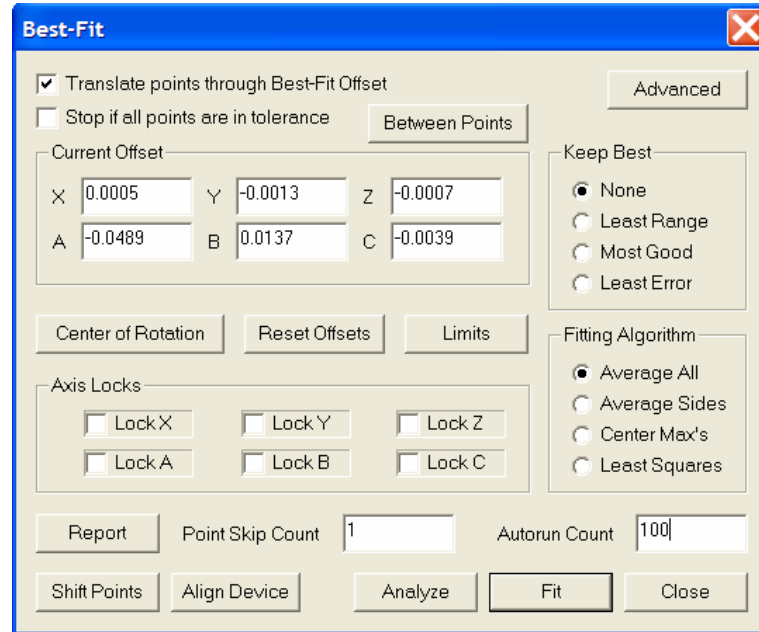 Best-Fit
Translate points through Best-Fit Offset
Advanced
Stop if all points are in tolerance
Between Points
Current Offset
X 0.0005 Y -0.0013 Z -0.0007
A -0.0489 B 0.0137 C -0.0039
Keep Best
None
Least Range
Most Good
Least Error
Center of Rotation Reset Offsets Limits
Fitting Algorithm
Average All
Average Sides
Center Max's
Least Squares
Axis Locks
Lock X Lock Y Lock Z
Lock A Lock B Lock C
Report Point Skip Count 1 Autorun Count 100
Shift Points Align Device Analyze Fit Close